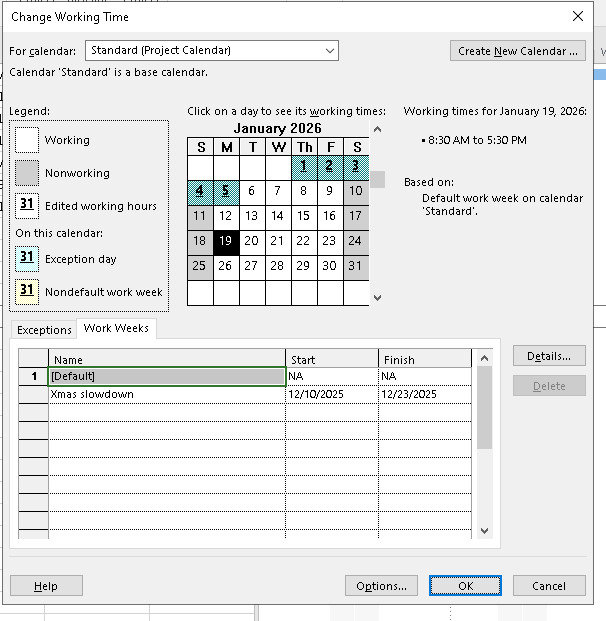 Change Working Time
For calendar: Standard (Project Calendar) Create New Calendar ...
Calendar 'Standard' is a base calendar.
Legend:
Working
Nonworking
31 Edited working hours
On this calendar:
31 Exception day
31 Nondefault work week
Click on a day to see its working times:
January 2026
S M T W Th F S
1 2 3
4 5 6 7 8 9 10
11 12 13 14 15 16 17
18 19 20 21 22 23 24
25 26 27 28 29 30 31
Working times for January 19, 2026:
• 8:30 AM to 5:30 PM
Based on:
Default work week on calendar
'Standard'.
Exceptions Work Weeks
Name Start Finish
1 [Default] NA NA
Xmas slowdown 12/10/2025 12/23/2025
Details...
Delete
Help Options... OK Cancel